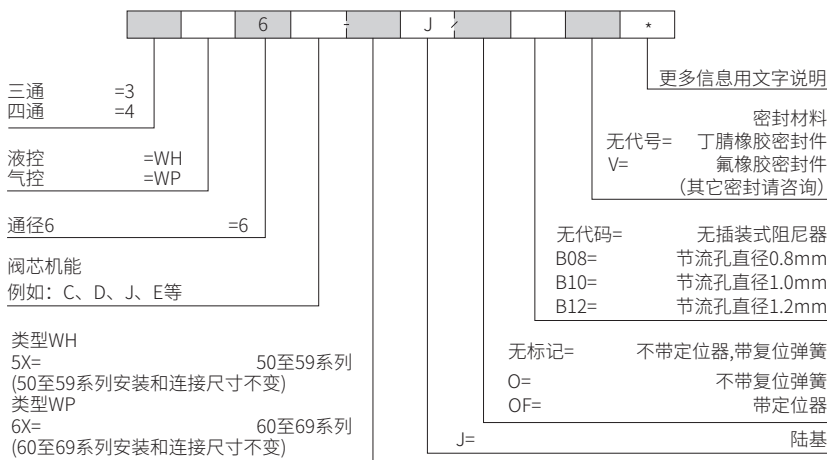 6 - J / *
三通 =3
四通 =4
液控 =WH
气控 =WP
通径6 =6
阀芯机能
例如：C、D、J、E等
类型WH
5X= 50至59系列
(50至59系列安装和连接尺寸不变)
类型WP
6X= 60至69系列
(60至69系列安装和连接尺寸不变)
更多信息用文字说明
密封材料
无代号= 丁腈橡胶密封件
V= 氟橡胶密封件
（其它密封请咨询）
无代码= 无插装式阻尼器
B08= 节流孔直径0.8mm
B10= 节流孔直径1.0mm
B12= 节流孔直径1.2mm
无标记= 不带定位器,带复位弹簧
O= 不带复位弹簧
OF= 带定位器
J= 陆基